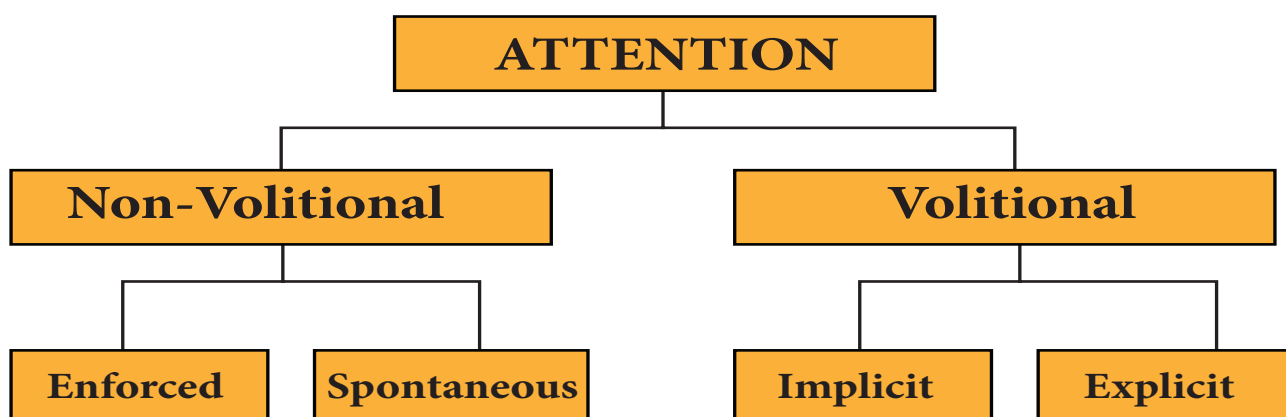 ATTENTION
Non-Volitional
Volitional
Enforced
Spontaneous
Implicit
Explicit